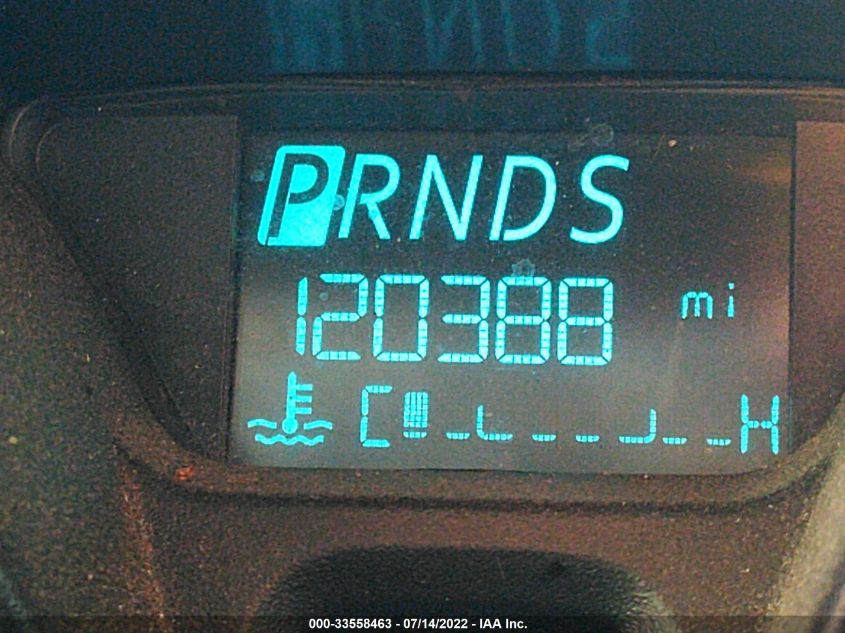 PRNDS
120388 mi
C H
000-33558463 - 07/14/2022 - IAA Inc.